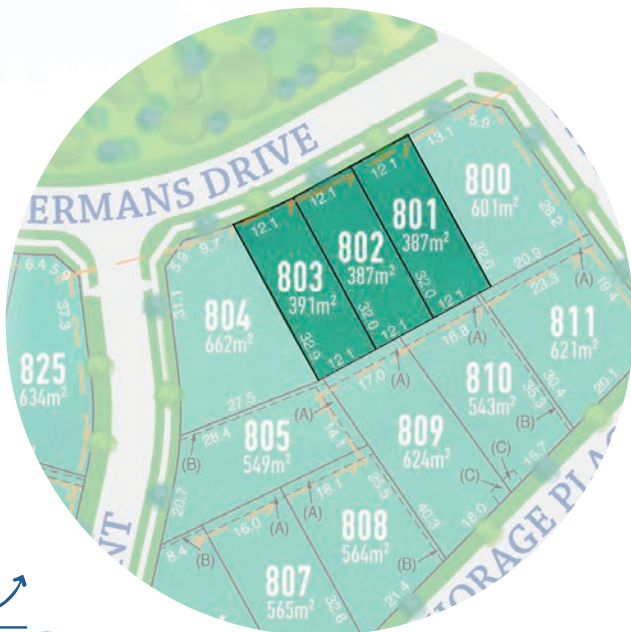 ERMANS DRIVE
5.9
13.1
800
601m²
28.2
12.1
801
387m²
32.0
12.1
802
387m²
32.0
12.1
803
391m²
32.9
12.1
12.1
12.1
20.9
23.3
(A)
19.4
9.7
5.9
31.1
804
662m²
27.5
6.4
5.9
37.3
825
634m²
811
621m²
20.1
30.4
16.8
(A)
810
543m²
35.3
(B)
15.7
17.0
(A)
809
624m²
(C)
(C)
18.0
40.3
(B)
(A)
14.1
28.4
(B)
805
549m²
20.7
18.1
(A)
25.5
808
564m²
21.4
32.6
16.0
(A)
8.4
(B)
807
565m²
NT
ORAGE PLAC